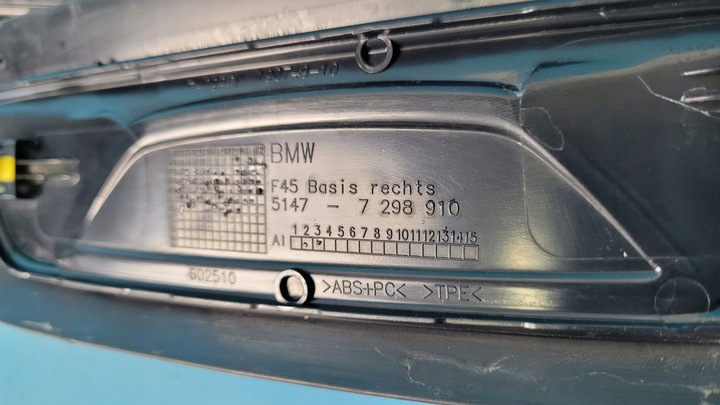 BMW
F45 Basis rechts
5147 - 7 298 910
1 2 3 4 5 6 7 8 9 10 11 12 13 14 15
AI
602510
>ABS+PC< >TPE<